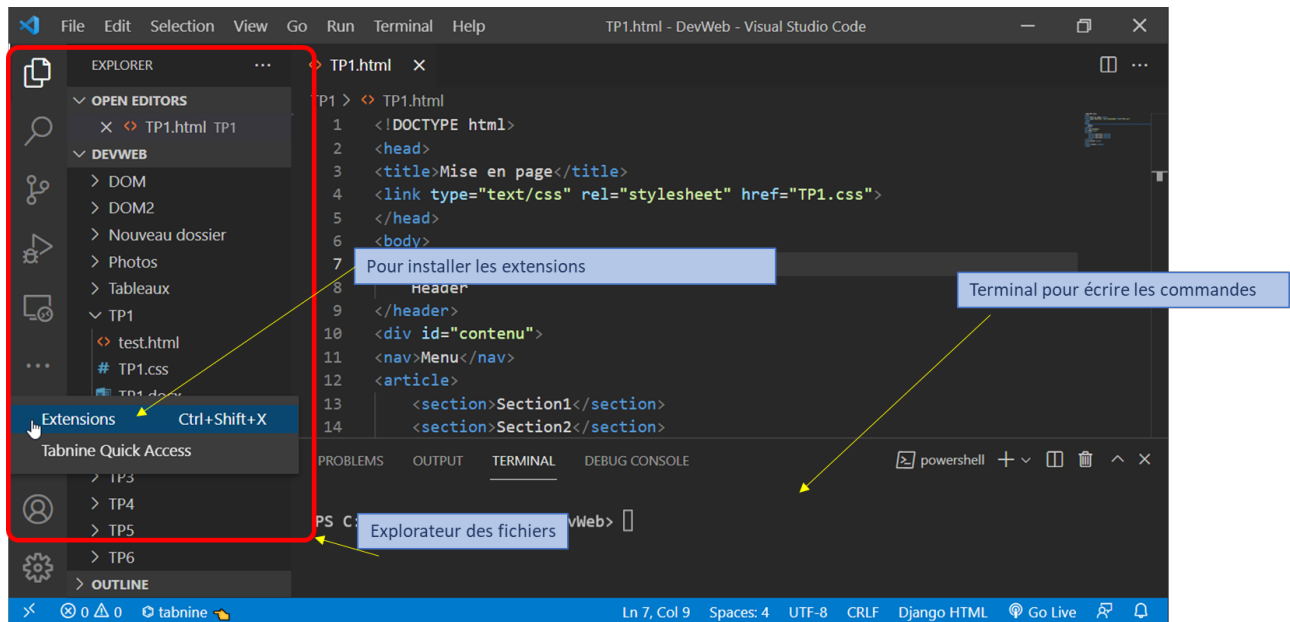 File Edit Selection View Go Run Terminal Help TP1.html - DevWeb - Visual Studio Code
EXPLORER
OPEN EDITORS
TP1.html TP1
DEVWEB
DOM
DOM2
Nouveau dossier
Photos
Tableaux
TP1
test.html
# TP1.css
TP1.docx
Extensions Ctrl+Shift+X
Tabnine Quick Access
TP3
TP4
TP5
TP6
OUTLINE
TP1.html
TP1 > TP1.html
1 <!DOCTYPE html>
2 <head>
3 <title>Mise en page</title>
4 <link type="text/css" rel="stylesheet" href="TP1.css">
5 </head>
6 <body>
7
8 Header
9 </header>
10 <div id="contenu">
11 <nav>Menu</nav>
12 <article>
13 <section>Section1</section>
14 <section>Section2</section>
Pour installer les extensions
Terminal pour écrire les commandes
PROBLEMS OUTPUT TERMINAL DEBUG CONSOLE powershell
PS C: vWeb>
Explorateur des fichiers
0 0 tabnine Ln 7, Col 9 Spaces: 4 UTF-8 CRLF Django HTML Go Live